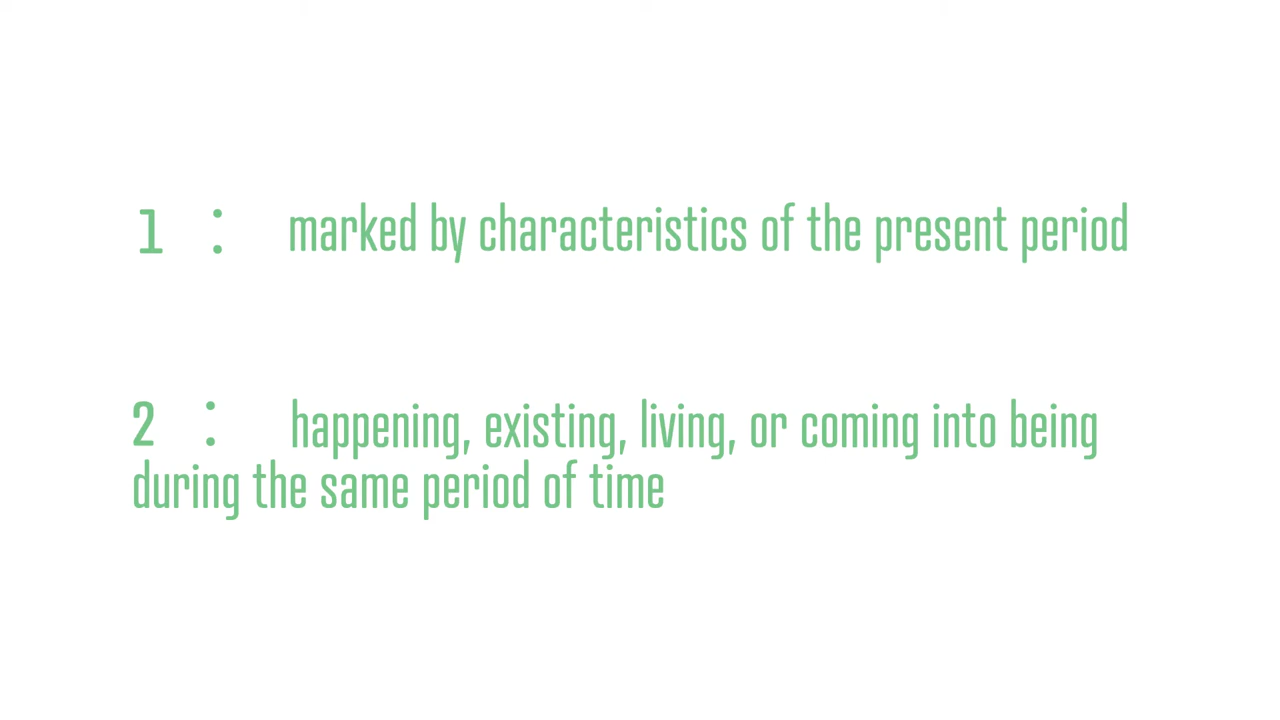 1 : marked by characteristics of the present period
2 : happening, existing, living, or coming into being
during the same period of time